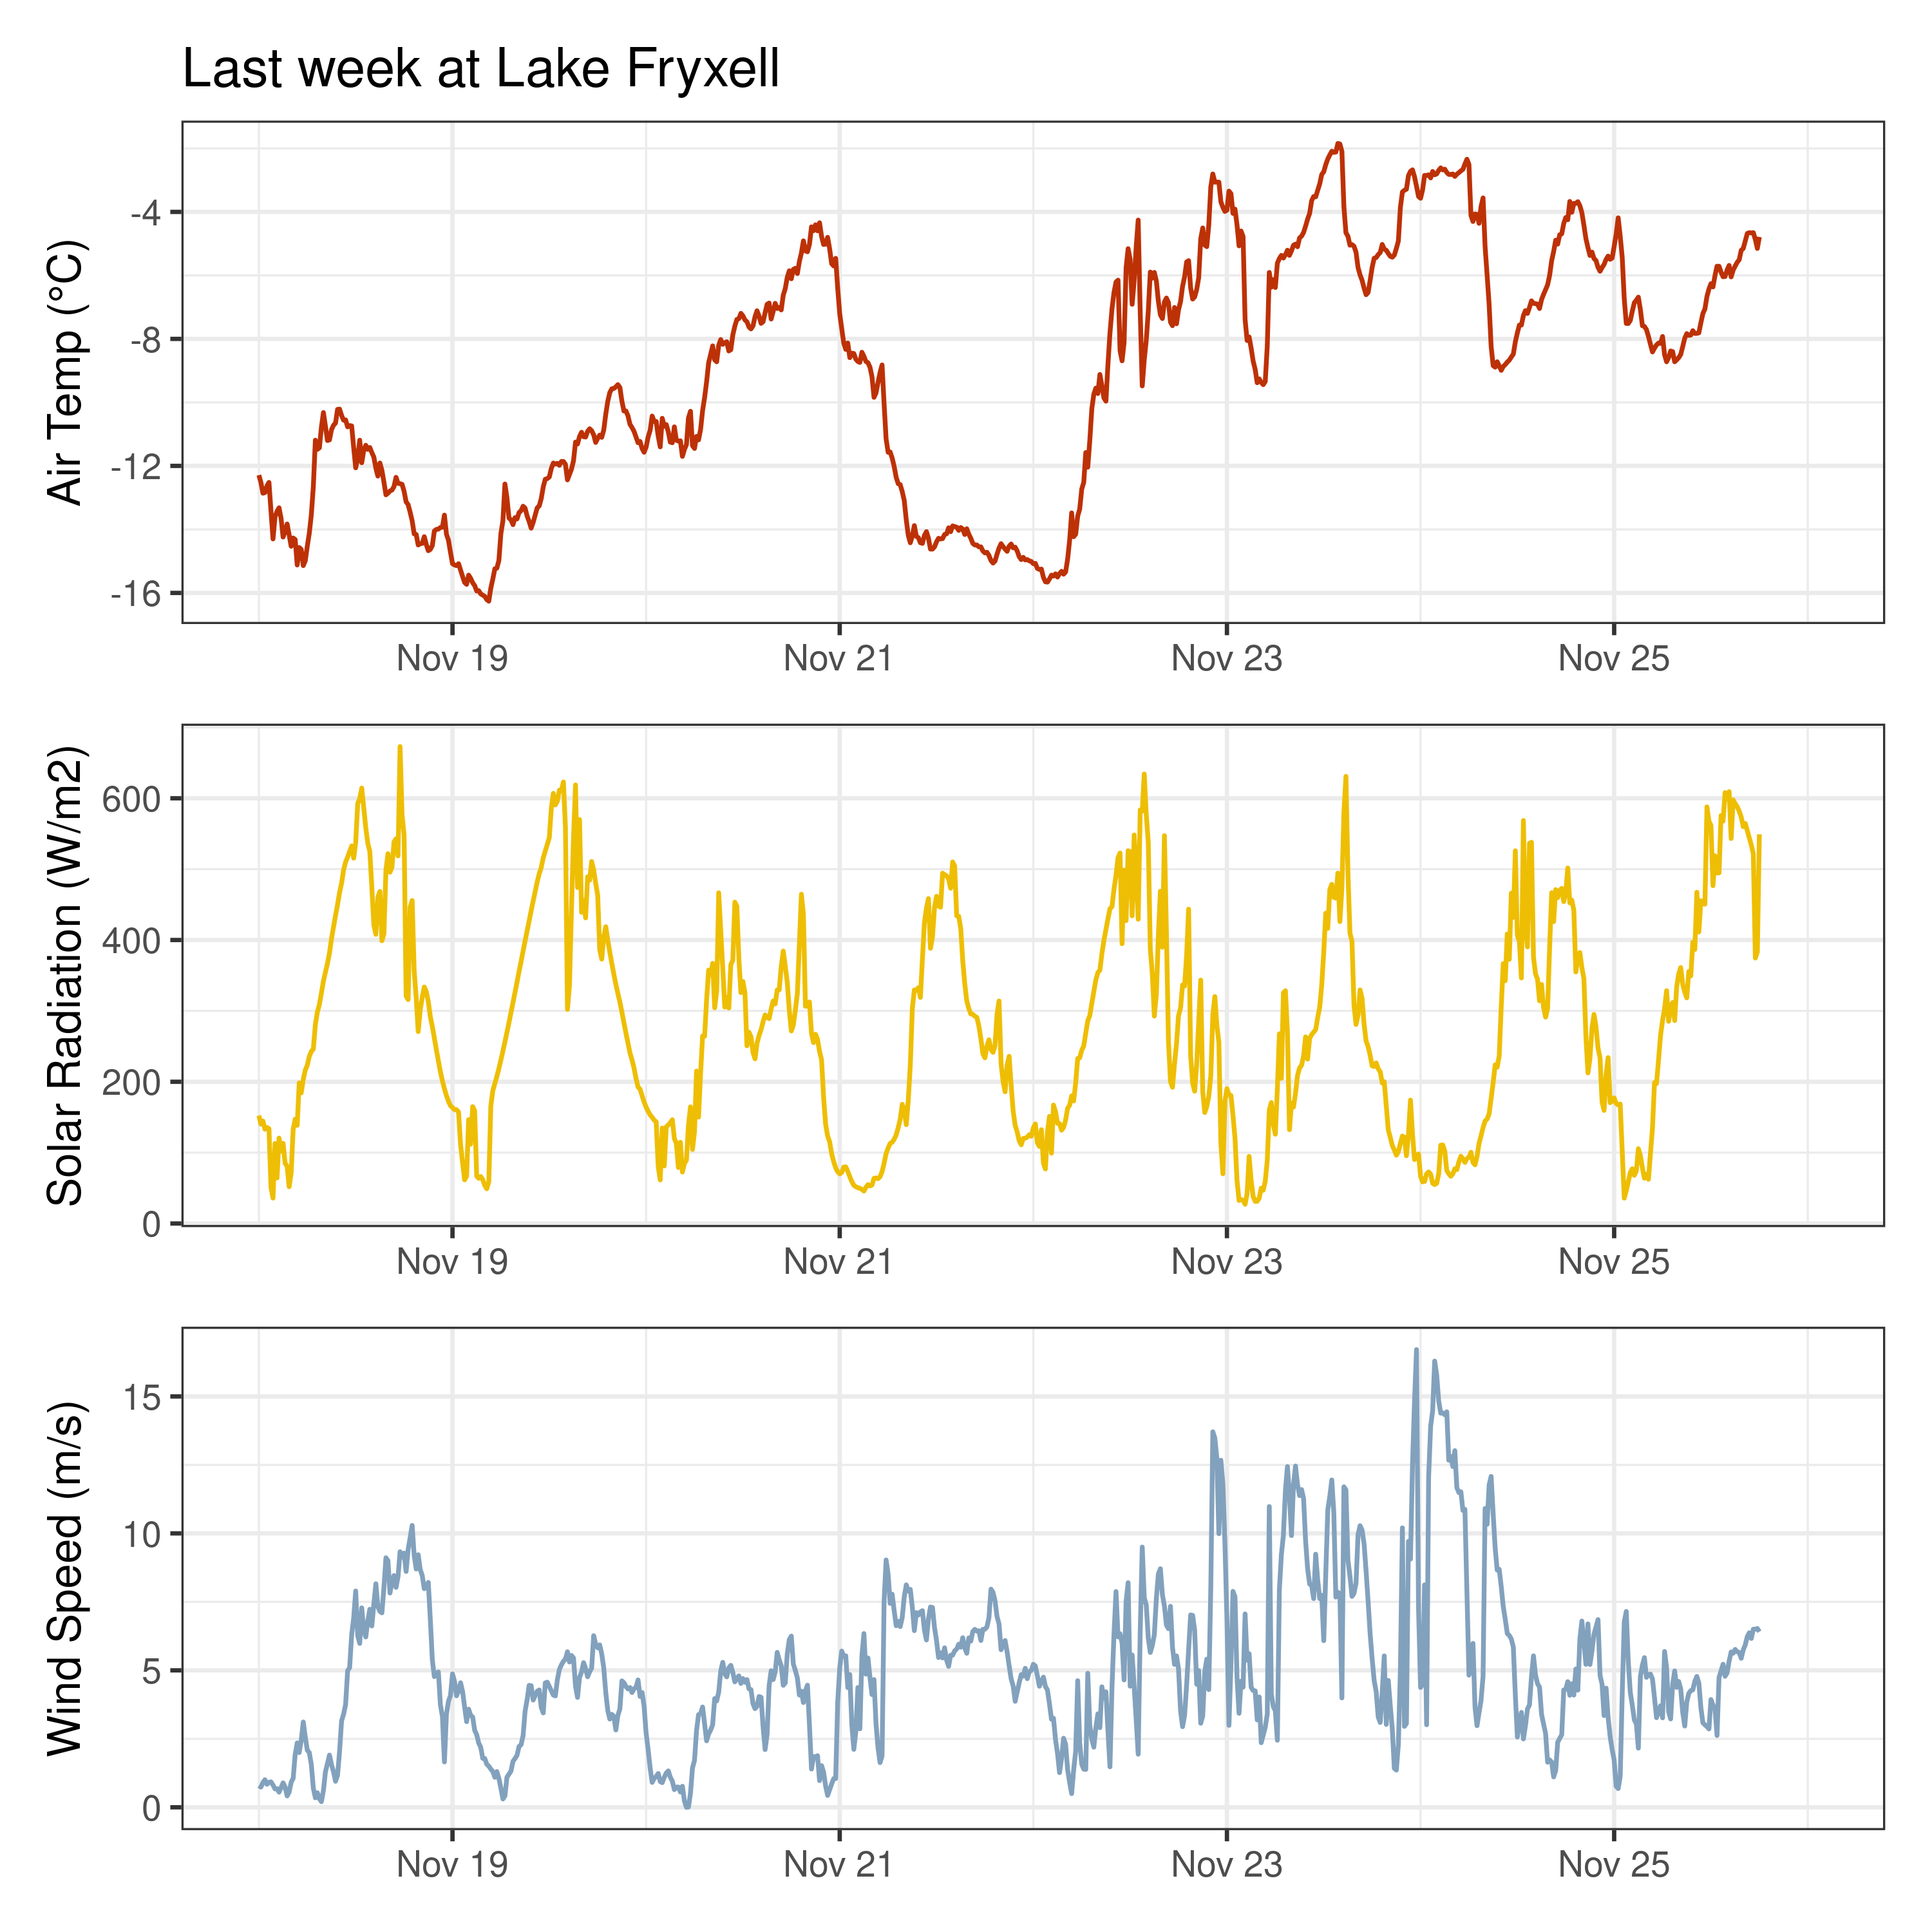 Last week at Lake Fryxell
Air Temp (°C)
-4
-8
-12
-16
Nov 19 Nov 21 Nov 23 Nov 25
Solar Radiation (W/m2)
600
400
200
0
Nov 19 Nov 21 Nov 23 Nov 25
Wind Speed (m/s)
15
10
5
0
Nov 19 Nov 21 Nov 23 Nov 25